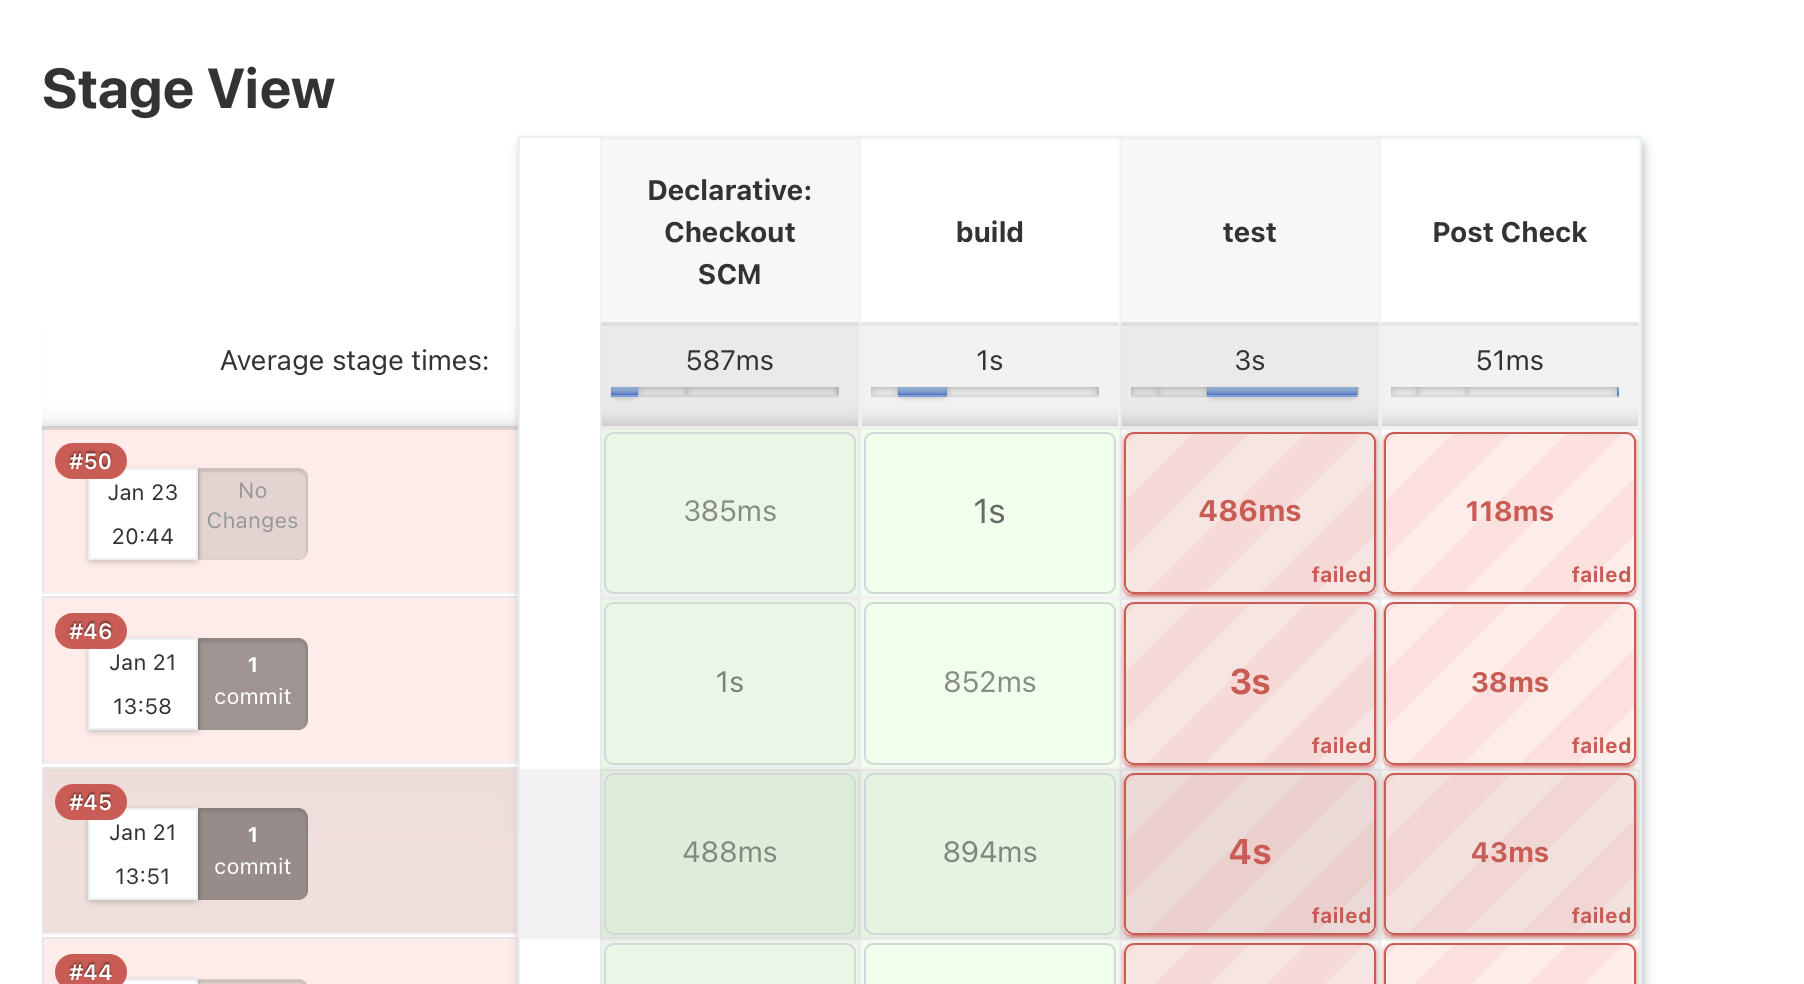 Stage View
Declarative:
Checkout
SCM
build
test
Post Check
Average stage times:
587ms
1s
3s
51ms
#50
Jan 23
20:44
No
Changes
385ms
1s
486ms
failed
118ms
failed
#46
Jan 21
13:58
1
commit
1s
852ms
3s
failed
38ms
failed
#45
Jan 21
13:51
1
commit
488ms
894ms
4s
failed
43ms
failed
#44